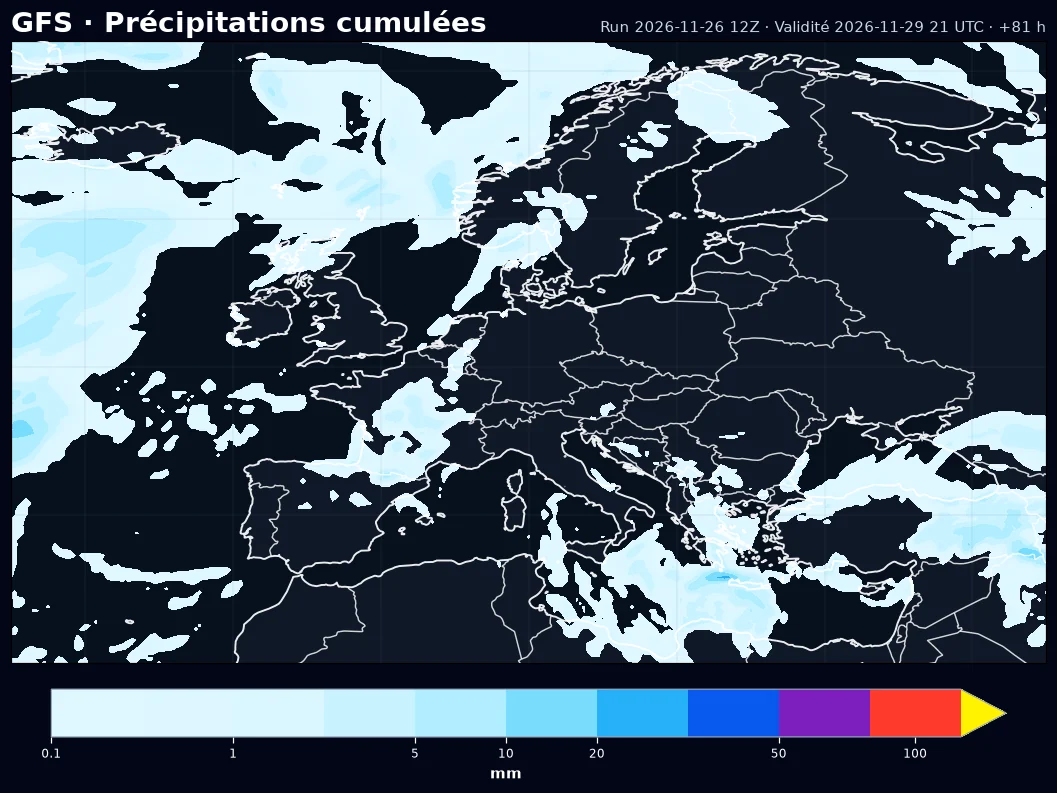 GFS · Précipitations cumulées
Run 2026-11-26 12Z · Validité 2026-11-29 21 UTC · +81 h
0.1 1 5 10 20 50 100
mm